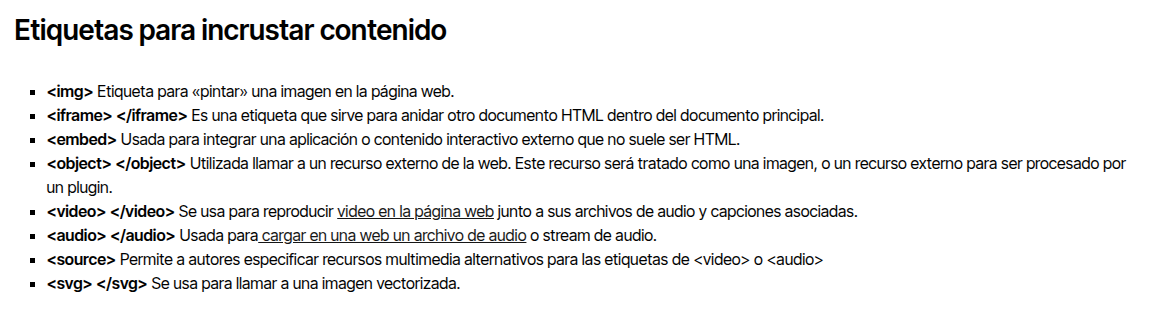 Etiquetas para incrustar contenido
<img> Etiqueta para «pintar» una imagen en la página web.
<iframe> </iframe> Es una etiqueta que sirve para anidar otro documento HTML dentro del documento principal.
<embed> Usada para integrar una aplicación o contenido interactivo externo que no suele ser HTML.
<object> </object> Utilizada llamar a un recurso externo de la web. Este recurso será tratado como una imagen, o un recurso externo para ser procesado por
un plugin.
<video> </video> Se usa para reproducir video en la página web junto a sus archivos de audio y capciones asociadas.
<audio> </audio> Usada para cargar en una web un archivo de audio o stream de audio.
<source> Permite a autores especificar recursos multimedia alternativos para las etiquetas de <video> o <audio>
<svg> </svg> Se usa para llamar a una imagen vectorizada.